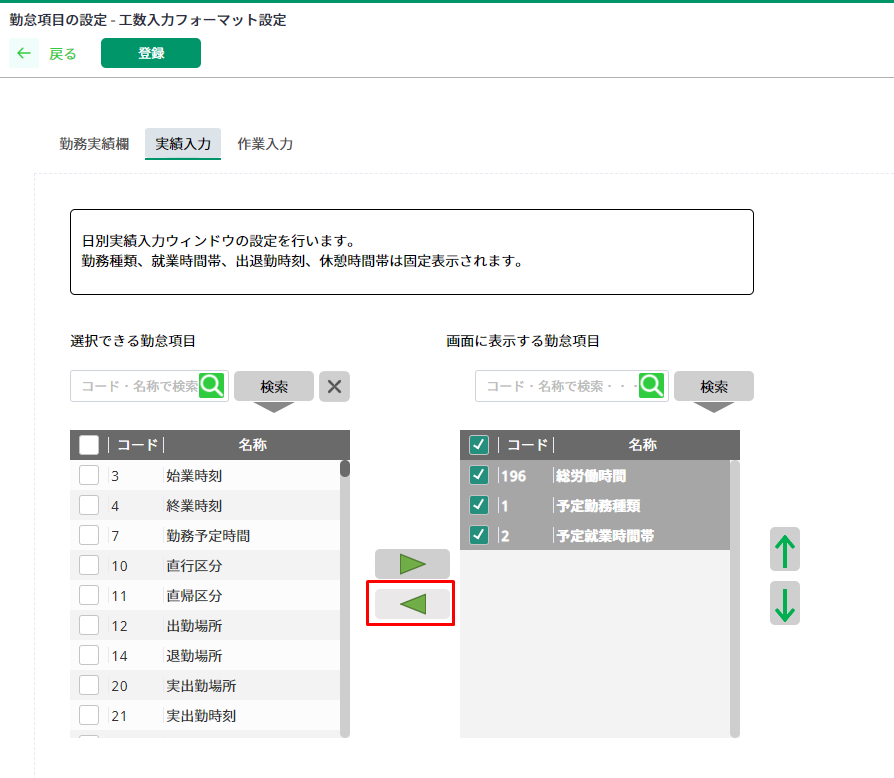 勤怠項目の設定 - 工数入力フォーマット設定
← 戻る 登録
勤務実績欄 実績入力 作業入力
日別実績入力ウィンドウの設定を行います。
勤務種類、就業時間帯、出退勤時刻、休憩時間帯は固定表示されます。
選択できる勤怠項目
コード・名称で検索 検索
コード 名称
3 始業時刻
4 終業時刻
7 勤務予定時間
10 直行区分
11 直帰区分
12 出勤場所
14 退勤場所
20 実出勤場所
21 実出勤時刻
画面に表示する勤怠項目
コード・名称で検索・・・ 検索
コード 名称
196 総労働時間
1 予定勤務種類
2 予定就業時間帯